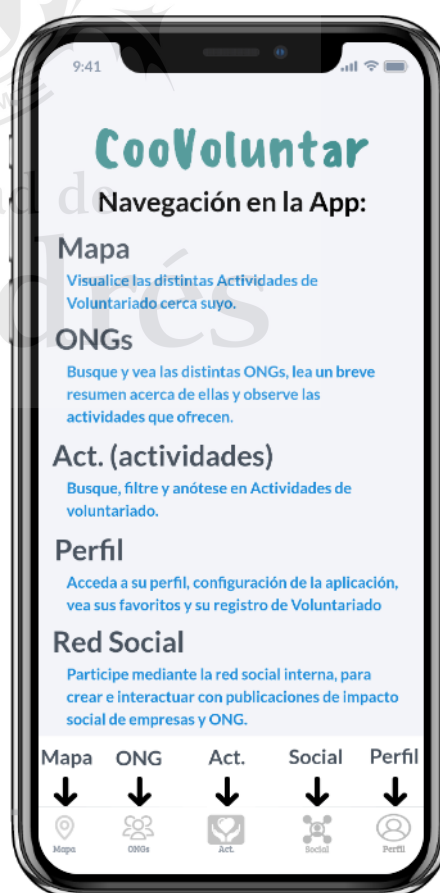 9:41
CooVoluntar
Navegación en la App:
Mapa
Visualice las distintas Actividades de
Voluntariado cerca suyo.
ONGs
Busque y vea las distintas ONGs, lea un breve
resumen acerca de ellas y observe las
actividades que ofrecen.
Act. (actividades)
Busque, filtre y anótese en Actividades de
voluntariado.
Perfil
Acceda a su perfil, configuración de la aplicación,
vea sus favoritos y su registro de Voluntariado
Red Social
Participe mediante la red social interna, para
crear e interactuar con publicaciones de impacto
social de empresas y ONG.
Mapa ONG Act. Social Perfil
Mapa ONGs Act. Social Perfil